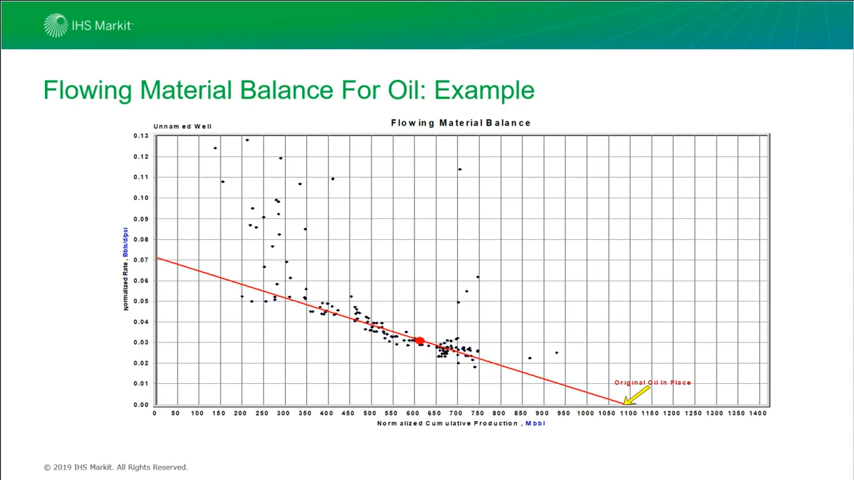 IHS Markit
Flowing Material Balance For Oil: Example
Unnamed Well
Flowing Material Balance
0.13
0.12
0.11
0.10
0.09
0.08
0.07
0.06
0.05
0.04
0.03
0.02
0.01
0.00
Normalized Rate, Bbls/d/psi
Original Oil In Place
0 50 100 150 200 250 300 350 400 450 500 550 600 650 700 750 800 850 900 950 1000 1050 1100 1150 1200 1250 1300 1350 1400
Normalized Cumulative Production, Mbbl
© 2019 IHS Markit. All Rights Reserved.